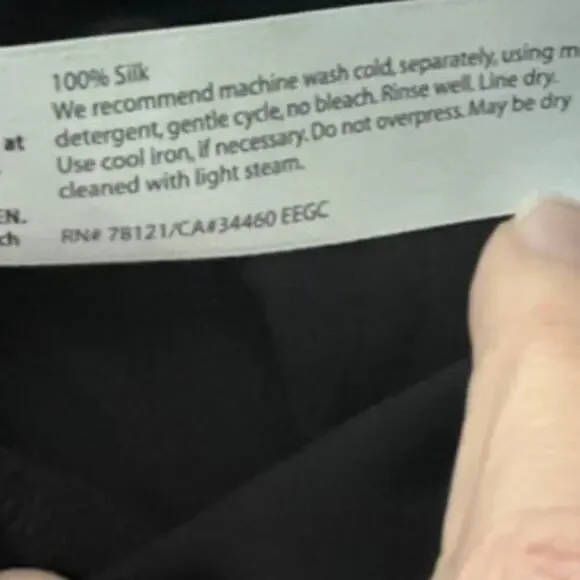 100% Silk
We recommend machine wash cold, separately, using
at detergent, gentle cycle, no bleach. Rinse well. Line dry.
Use cool iron, if necessary. Do not overpress. May be dry
cleaned with light steam.
EN.
RN# 78121/CA#34460 EEGC